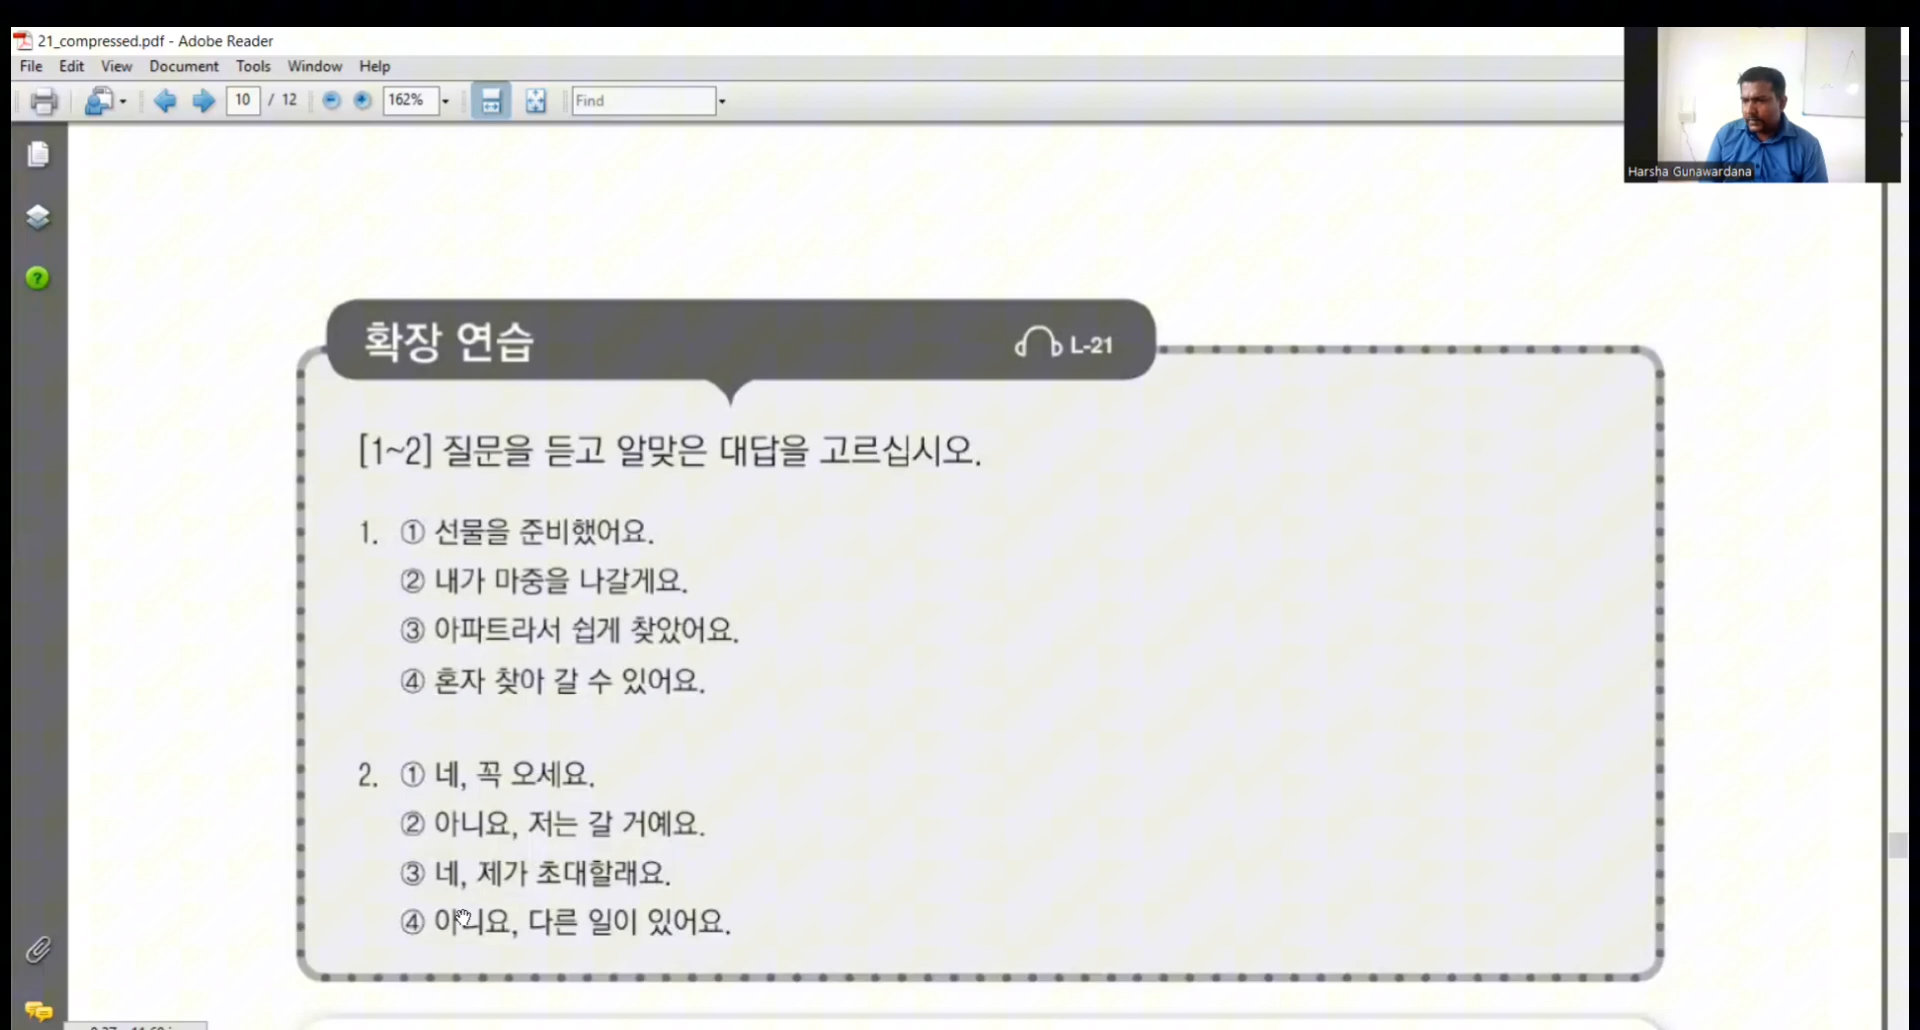 21_compressed.pdf - Adobe Reader
File Edit View Document Tools Window Help
10 / 12 162% Find
Harsha Gunawardana
확장 연습 L-21
[1~2] 질문을 듣고 알맞은 대답을 고르십시오.
1. ① 선물을 준비했어요.
② 내가 마중을 나갈게요.
③ 아파트라서 쉽게 찾았어요.
④ 혼자 찾아 갈 수 있어요.
2. ① 네, 꼭 오세요.
② 아니요, 저는 갈 거예요.
③ 네, 제가 초대할래요.
④ 아니요, 다른 일이 있어요.